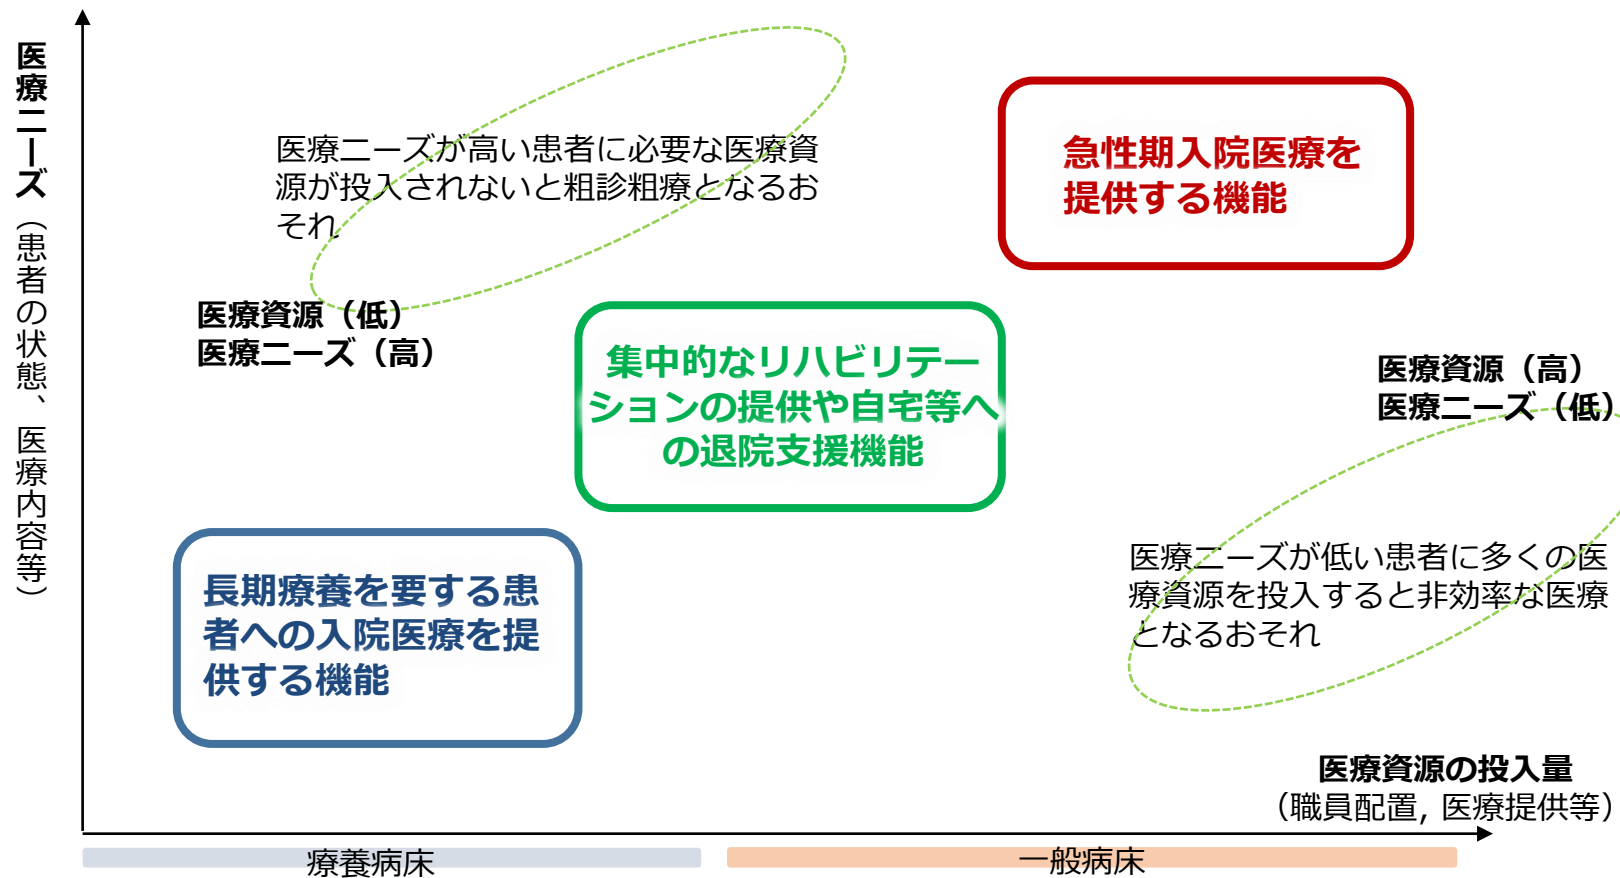 医療ニーズ（患者の状態、医療内容等）
医療ニーズが高い患者に必要な医療資
源が投入されないと粗診粗療となるお
それ
医療資源（低）
医療ニーズ（高）
急性期入院医療を
提供する機能
集中的なリハビリテー
ションの提供や自宅等へ
の退院支援機能
医療資源（高）
医療ニーズ（低）
長期療養を要する患
者への入院医療を提
供する機能
医療ニーズが低い患者に多くの医
療資源を投入すると非効率な医療
となるおそれ
医療資源の投入量
（職員配置, 医療提供等）
療養病床
一般病床